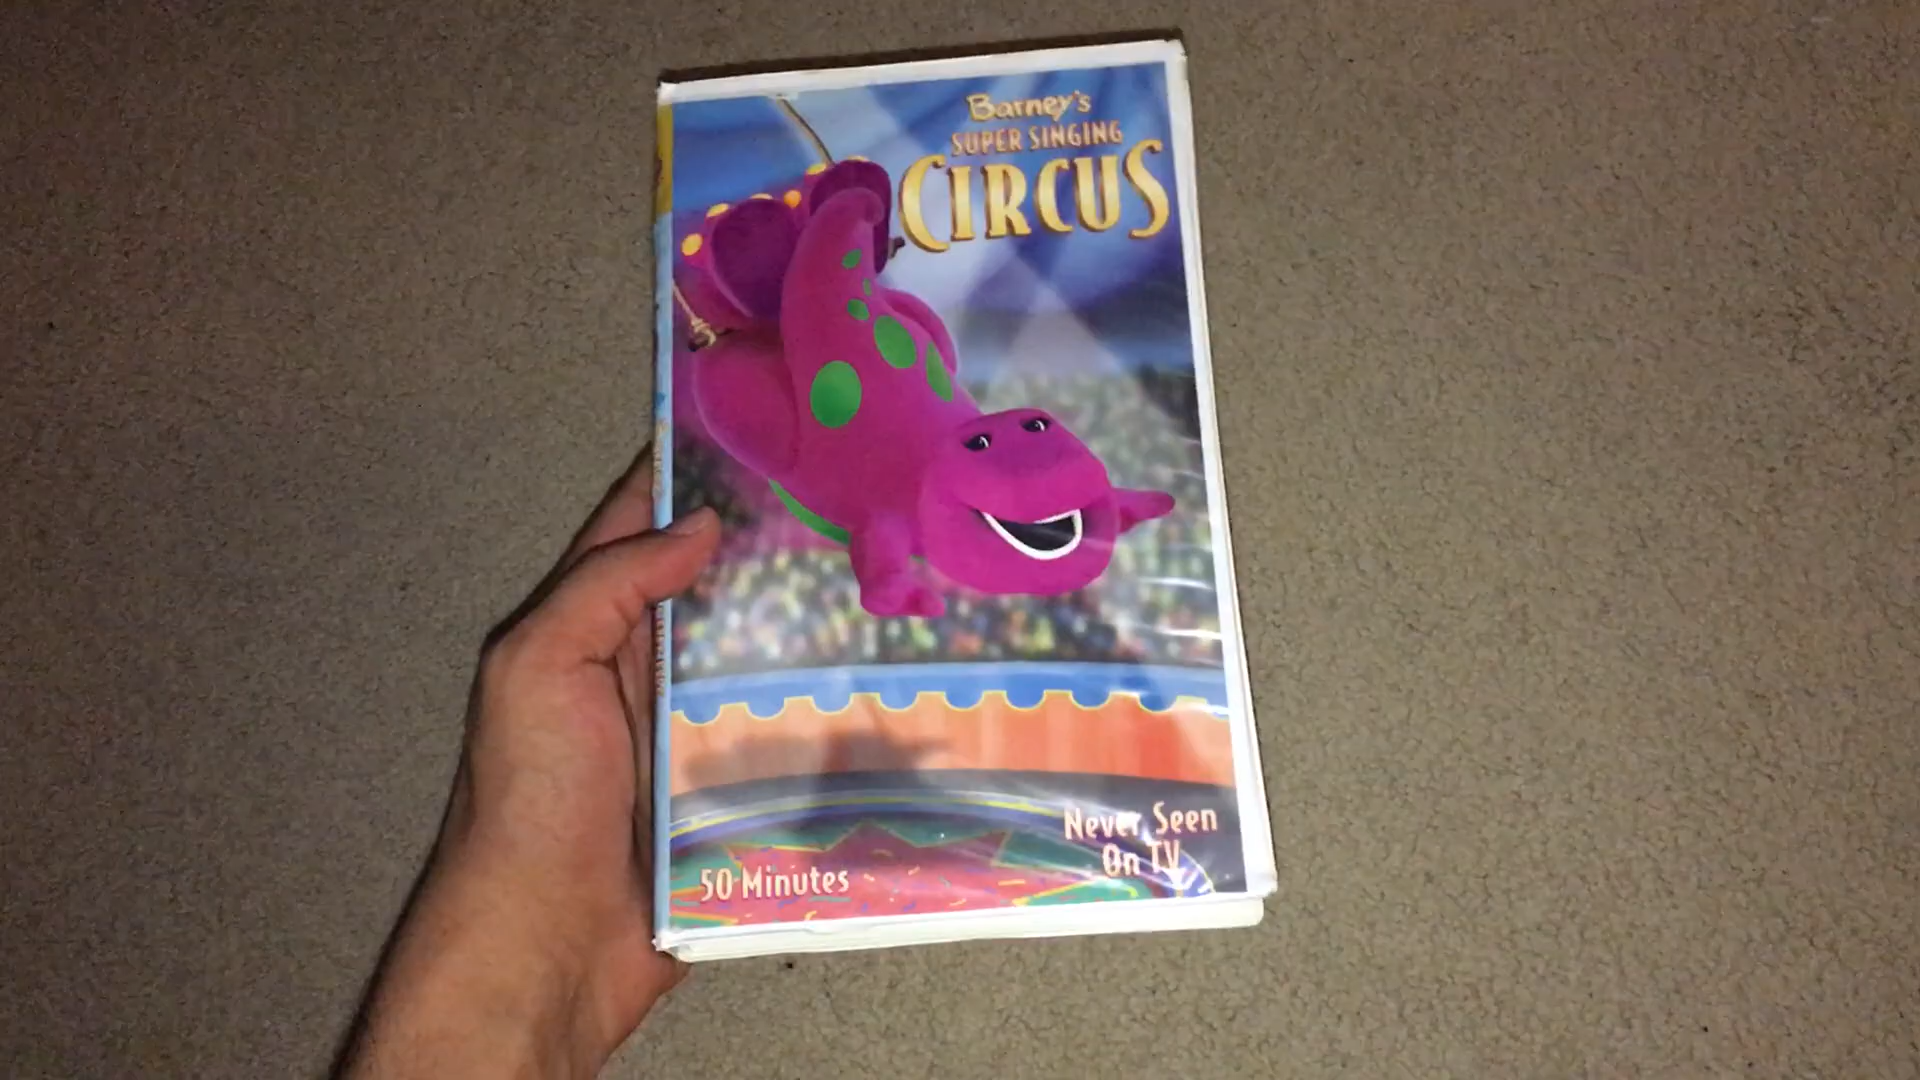 Barney's
SUPER SINGING
CIRCUS
Never Seen
On TV
50 Minutes